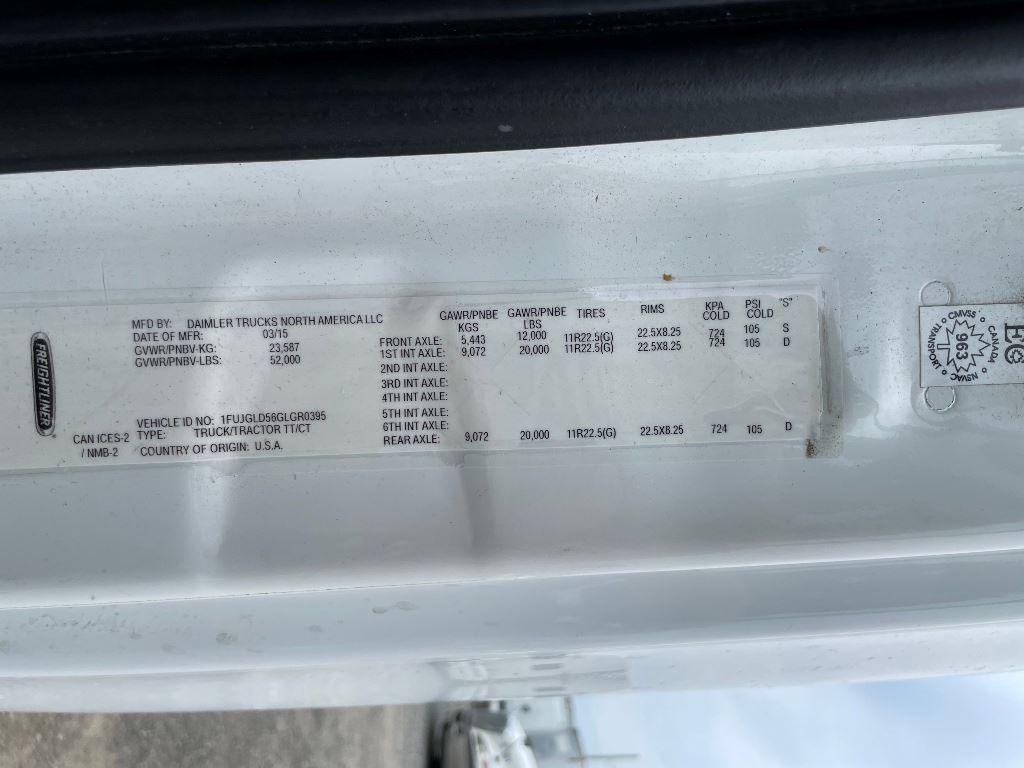 FREIGHTLINER
MFD BY: DAIMLER TRUCKS NORTH AMERICA LLC
DATE OF MFR: 03/15
GVWR/PNBV-KG: 23,587
GVWR/PNBV-LBS: 52,000
VEHICLE ID NO: 1FUJGLD56GLGR0395
CAN ICES-2 TYPE: TRUCK/TRACTOR TT/CT
/ NMB-2 COUNTRY OF ORIGIN: U.S.A.
GAWR/PNBE GAWR/PNBE TIRES RIMS KPA PSI "S"
KGS LBS COLD COLD
FRONT AXLE: 5,443 12,000 11R22.5(G) 22.5X8.25 724 105 S
1ST INT AXLE: 9,072 20,000 11R22.5(G) 22.5X8.25 724 105 D
2ND INT AXLE:
3RD INT AXLE:
4TH INT AXLE:
5TH INT AXLE:
6TH INT AXLE:
REAR AXLE: 9,072 20,000 11R22.5(G) 22.5X8.25 724 105 D
TRANSPORT CMVSS CANADA NSVAC
963